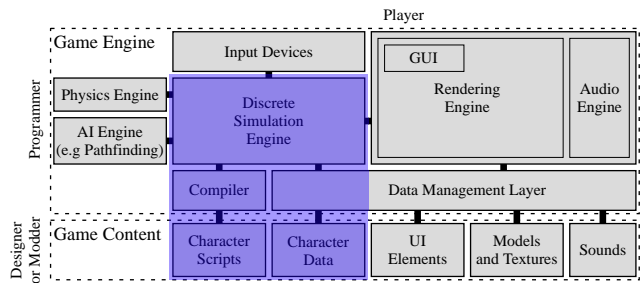 Player
Game Engine
Input Devices
GUI
Rendering
Engine
Audio
Engine
Physics Engine
Discrete
Simulation
Engine
AI Engine
(e.g Pathfinding)
Programmer
Compiler
Data Management Layer
Designer
or Modder
Game Content
Character
Scripts
Character
Data
UI
Elements
Models
and Textures
Sounds